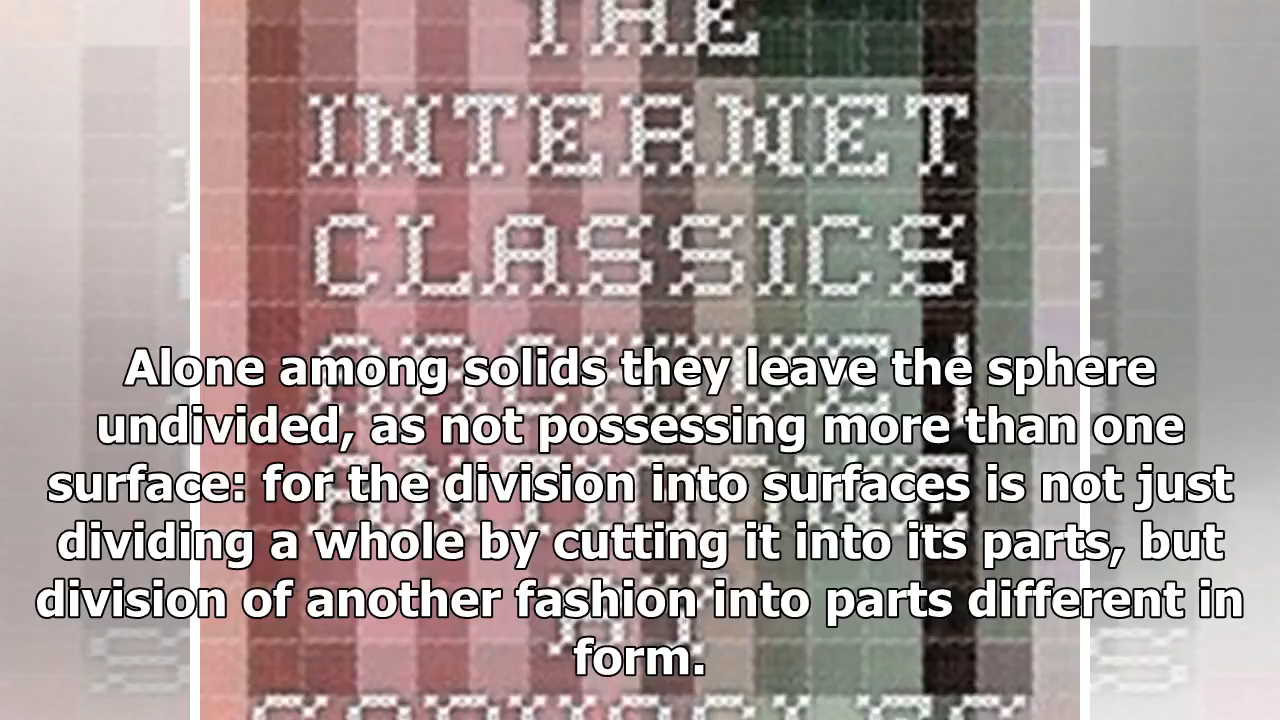 THE
INTERNET
CLASSICS
Alone among solids they leave the sphere
undivided, as not possessing more than one
surface: for the division into surfaces is not just
dividing a whole by cutting it into its parts, but
division of another fashion into parts different in
form.